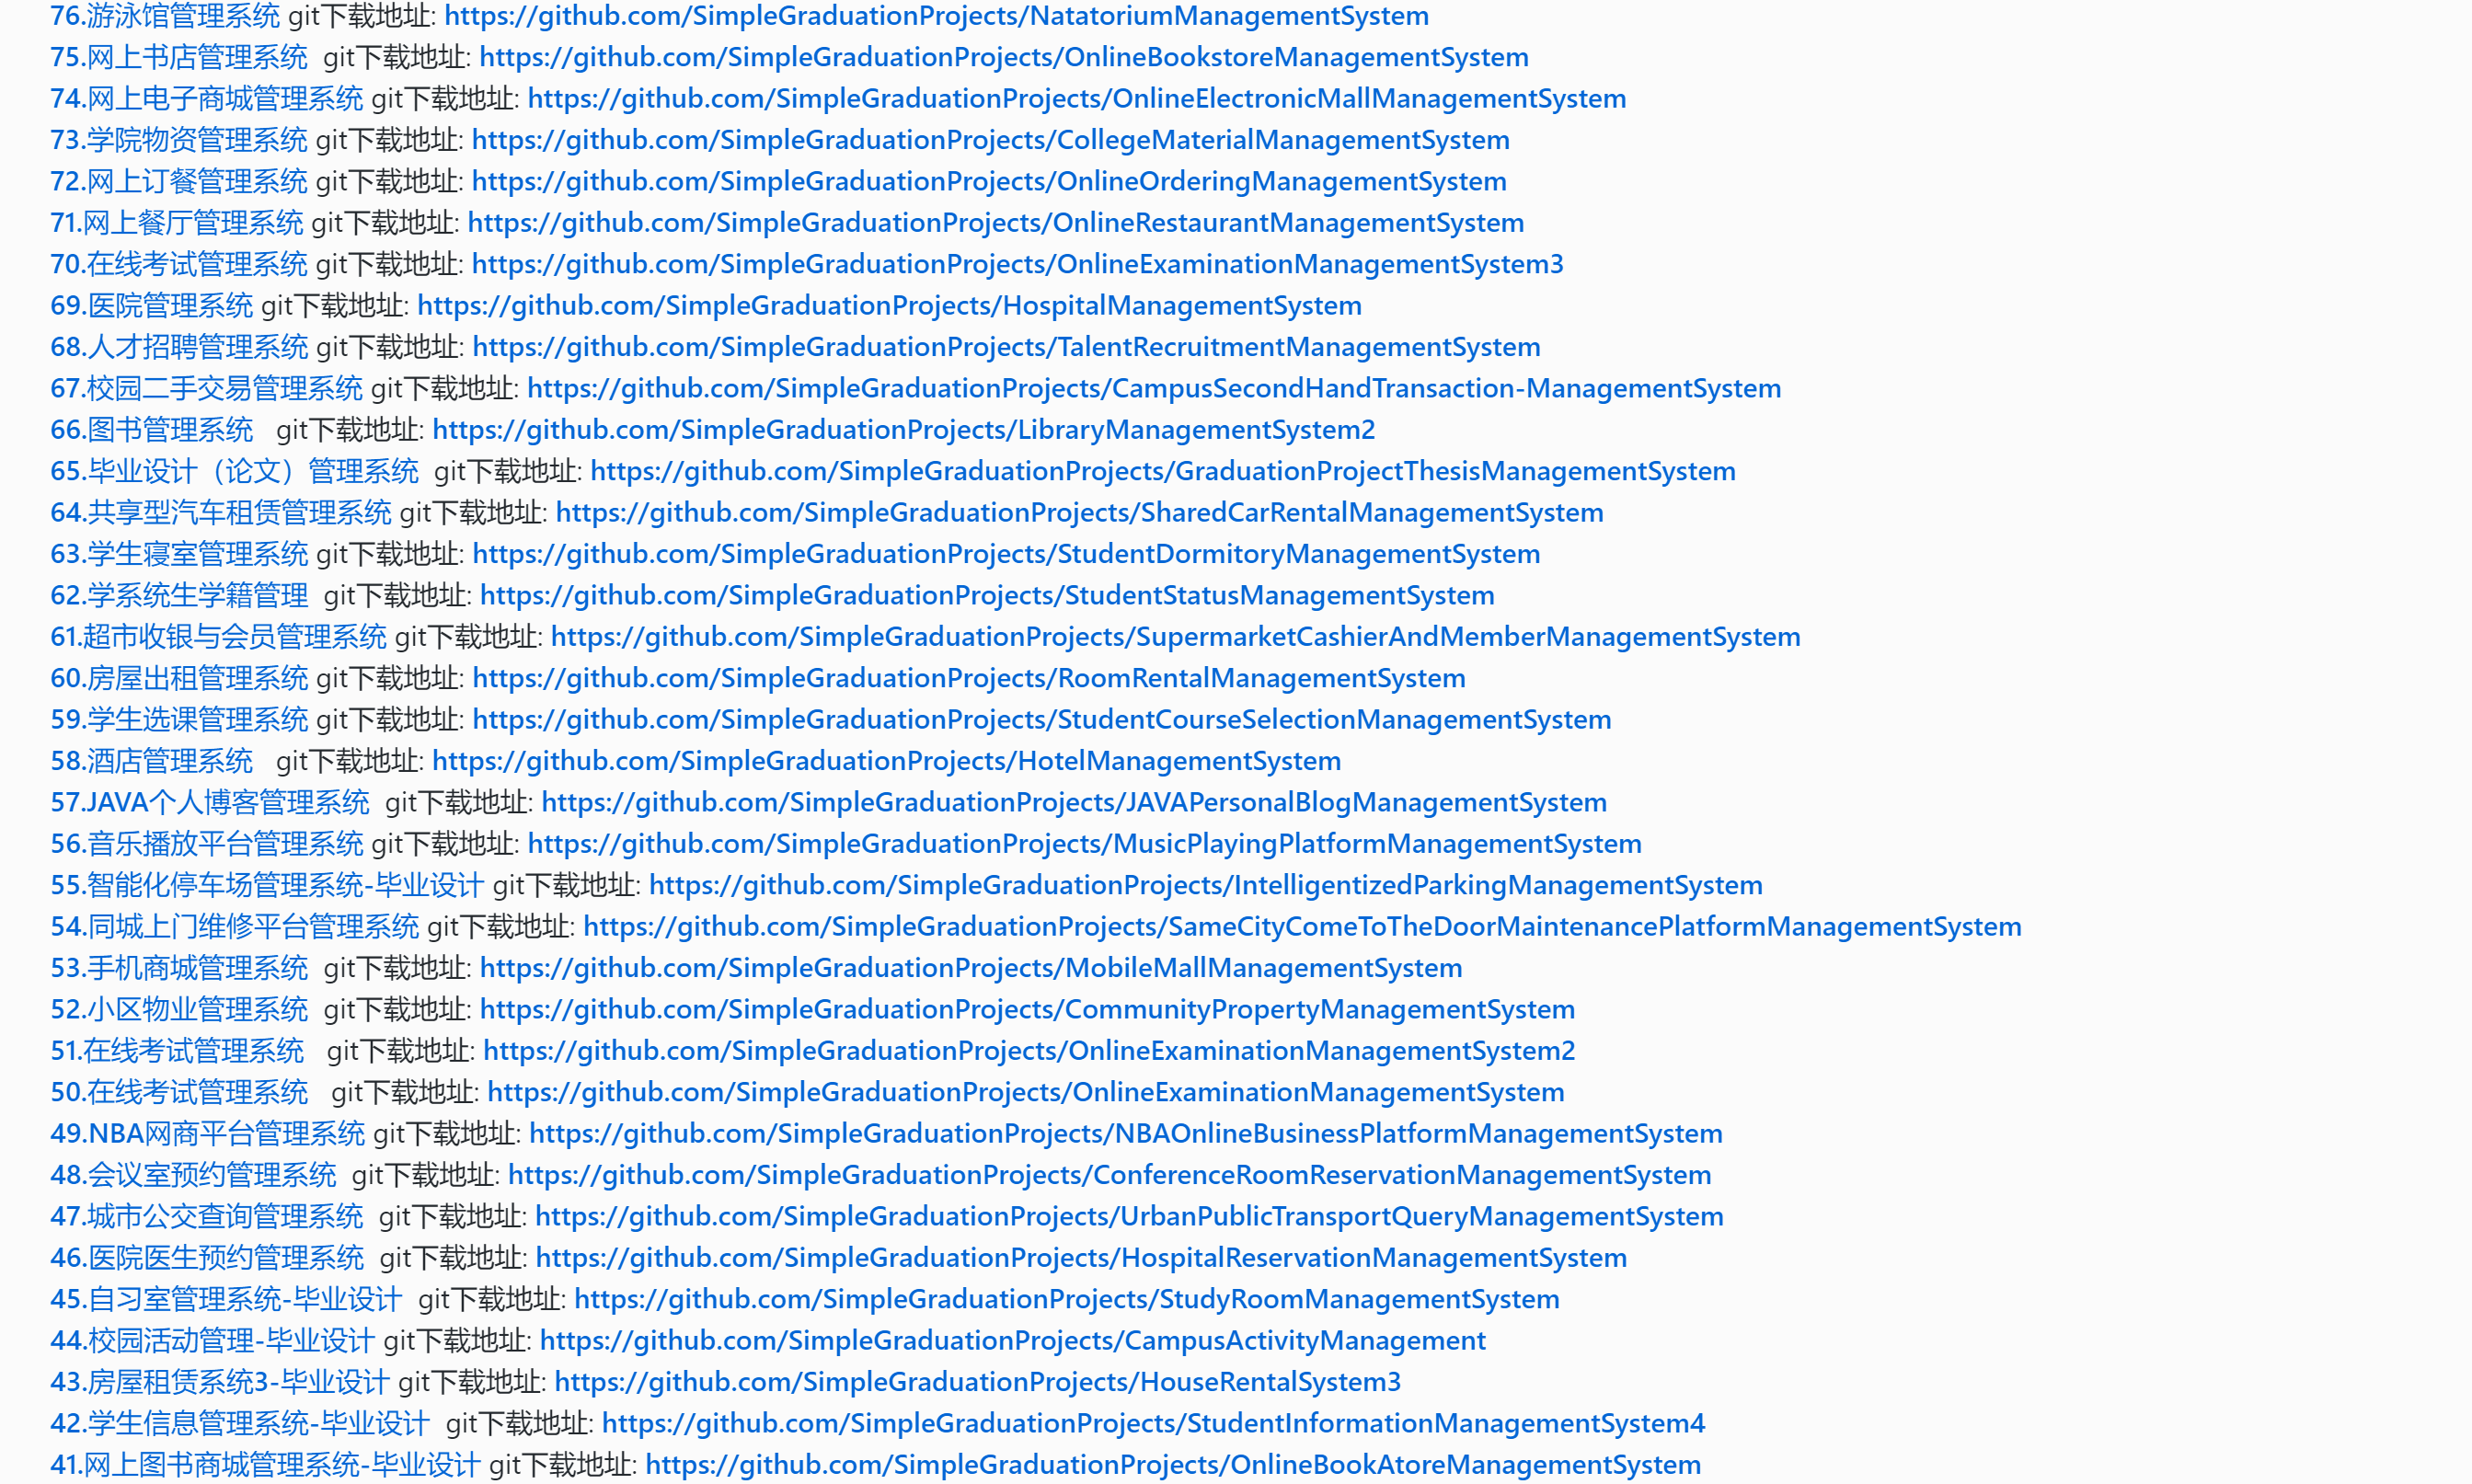 76.游泳馆管理系统 git下载地址: https://github.com/SimpleGraduationProjects/NatatoriumManagementSystem
75.网上书店管理系统 git下载地址: https://github.com/SimpleGraduationProjects/OnlineBookstoreManagementSystem
74.网上电子商城管理系统 git下载地址: https://github.com/SimpleGraduationProjects/OnlineElectronicMallManagementSystem
73.学院物资管理系统 git下载地址: https://github.com/SimpleGraduationProjects/CollegeMaterialManagementSystem
72.网上订餐管理系统 git下载地址: https://github.com/SimpleGraduationProjects/OnlineOrderingManagementSystem
71.网上餐厅管理系统 git下载地址: https://github.com/SimpleGraduationProjects/OnlineRestaurantManagementSystem
70.在线考试管理系统 git下载地址: https://github.com/SimpleGraduationProjects/OnlineExaminationManagementSystem3
69.医院管理系统 git下载地址: https://github.com/SimpleGraduationProjects/HospitalManagementSystem
68.人才招聘管理系统 git下载地址: https://github.com/SimpleGraduationProjects/TalentRecruitmentManagementSystem
67.校园二手交易管理系统 git下载地址: https://github.com/SimpleGraduationProjects/CampusSecondHandTransaction-ManagementSystem
66.图书管理系统 git下载地址: https://github.com/SimpleGraduationProjects/LibraryManagementSystem2
65.毕业设计（论文）管理系统 git下载地址: https://github.com/SimpleGraduationProjects/GraduationProjectThesisManagementSystem
64.共享型汽车租赁管理系统 git下载地址: https://github.com/SimpleGraduationProjects/SharedCarRentalManagementSystem
63.学生寝室管理系统 git下载地址: https://github.com/SimpleGraduationProjects/StudentDormitoryManagementSystem
62.学系统生学籍管理 git下载地址: https://github.com/SimpleGraduationProjects/StudentStatusManagementSystem
61.超市收银与会员管理系统 git下载地址: https://github.com/SimpleGraduationProjects/SupermarketCashierAndMemberManagementSystem
60.房屋出租管理系统 git下载地址: https://github.com/SimpleGraduationProjects/RoomRentalManagementSystem
59.学生选课管理系统 git下载地址: https://github.com/SimpleGraduationProjects/StudentCourseSelectionManagementSystem
58.酒店管理系统 git下载地址: https://github.com/SimpleGraduationProjects/HotelManagementSystem
57.JAVA个人博客管理系统 git下载地址: https://github.com/SimpleGraduationProjects/JAVAPersonalBlogManagementSystem
56.音乐播放平台管理系统 git下载地址: https://github.com/SimpleGraduationProjects/MusicPlayingPlatformManagementSystem
55.智能化停车场管理系统-毕业设计 git下载地址: https://github.com/SimpleGraduationProjects/IntelligentizedParkingManagementSystem
54.同城上门维修平台管理系统 git下载地址: https://github.com/SimpleGraduationProjects/SameCityComeToTheDoorMaintenancePlatformManagementSystem
53.手机商城管理系统 git下载地址: https://github.com/SimpleGraduationProjects/MobileMallManagementSystem
52.小区物业管理系统 git下载地址: https://github.com/SimpleGraduationProjects/CommunityPropertyManagementSystem
51.在线考试管理系统 git下载地址: https://github.com/SimpleGraduationProjects/OnlineExaminationManagementSystem2
50.在线考试管理系统 git下载地址: https://github.com/SimpleGraduationProjects/OnlineExaminationManagementSystem
49.NBA网商平台管理系统 git下载地址: https://github.com/SimpleGraduationProjects/NBAOnlineBusinessPlatformManagementSystem
48.会议室预约管理系统 git下载地址: https://github.com/SimpleGraduationProjects/ConferenceRoomReservationManagementSystem
47.城市公交查询管理系统 git下载地址: https://github.com/SimpleGraduationProjects/UrbanPublicTransportQueryManagementSystem
46.医院医生预约管理系统 git下载地址: https://github.com/SimpleGraduationProjects/HospitalReservationManagementSystem
45.自习室管理系统-毕业设计 git下载地址: https://github.com/SimpleGraduationProjects/StudyRoomManagementSystem
44.校园活动管理-毕业设计 git下载地址: https://github.com/SimpleGraduationProjects/CampusActivityManagement
43.房屋租赁系统3-毕业设计 git下载地址: https://github.com/SimpleGraduationProjects/HouseRentalSystem3
42.学生信息管理系统-毕业设计 git下载地址: https://github.com/SimpleGraduationProjects/StudentInformationManagementSystem4
41.网上图书商城管理系统-毕业设计 git下载地址: https://github.com/SimpleGraduationProjects/OnlineBookAtoreManagementSystem